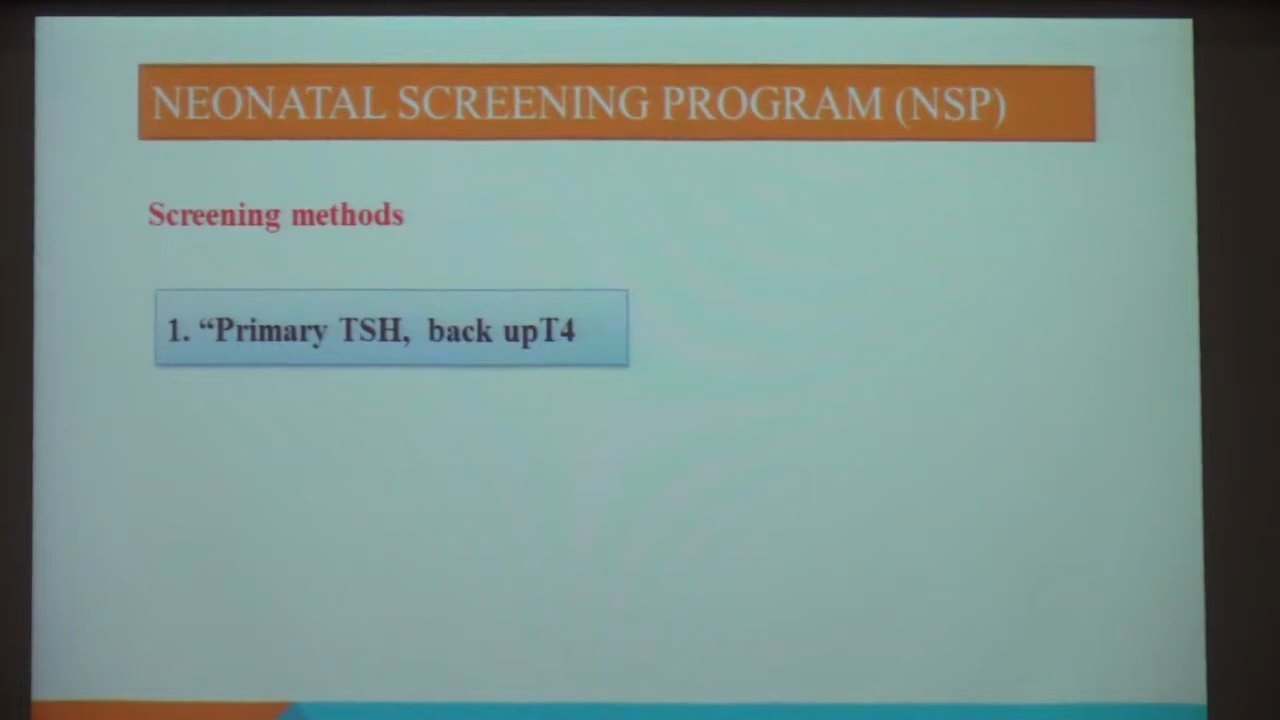 NEONATAL SCREENING PROGRAM (NSP)
Screening methods
1. “Primary TSH, back upT4